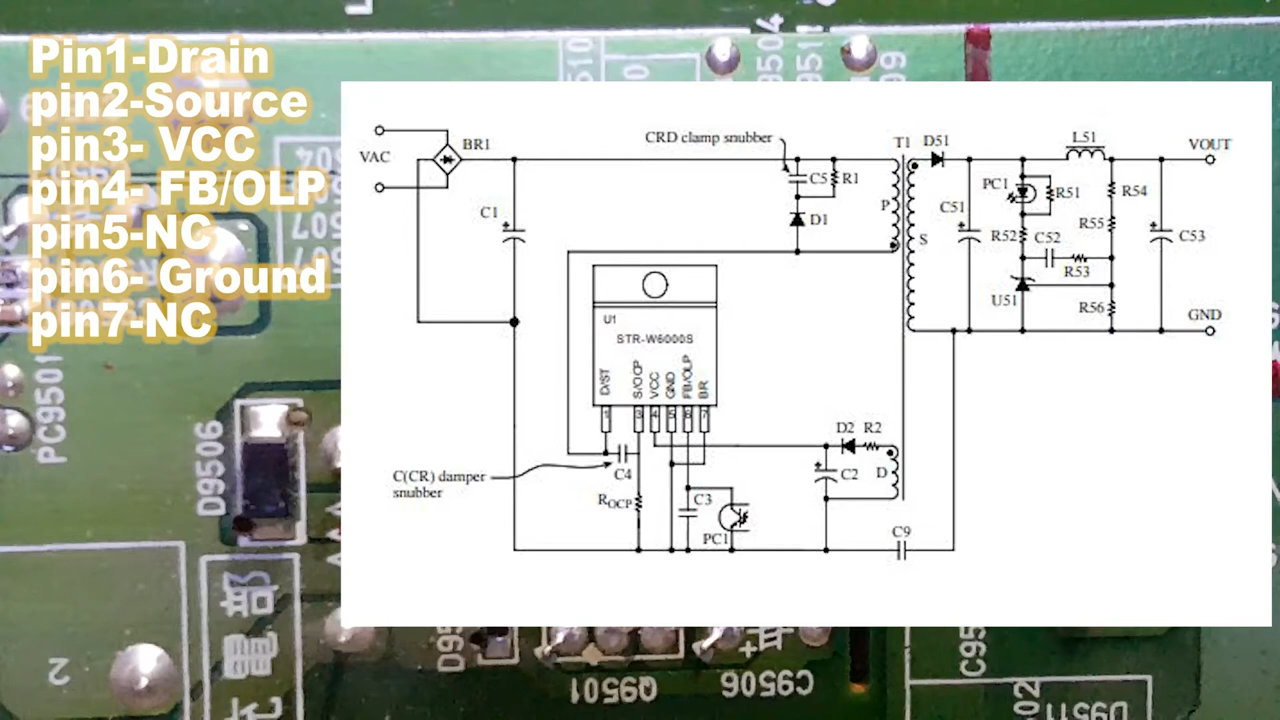 Pin1-Drain
pin2-Source
pin3- VCC
pin4- FB/OLP
pin5-NC
pin6- Ground
pin7-NC
CRD clamp snubber
T1
D51
L51
VOUT
VAC
BR1
C5
R1
PC1
R51
R54
C1
P
D1
C51
S
R52
C52
R55
C53
R53
U51
R56
GND
U1
STR-W6000S
D/ST
S/OCP
VCC
GND
FB/OLP
BR
1
3
4
5
6
7
D2
R2
C(CR) damper
snubber
C4
C2
D
ROCP
C3
PC1
C9
PC9501
D9506
電部
2
Q9501
C9506